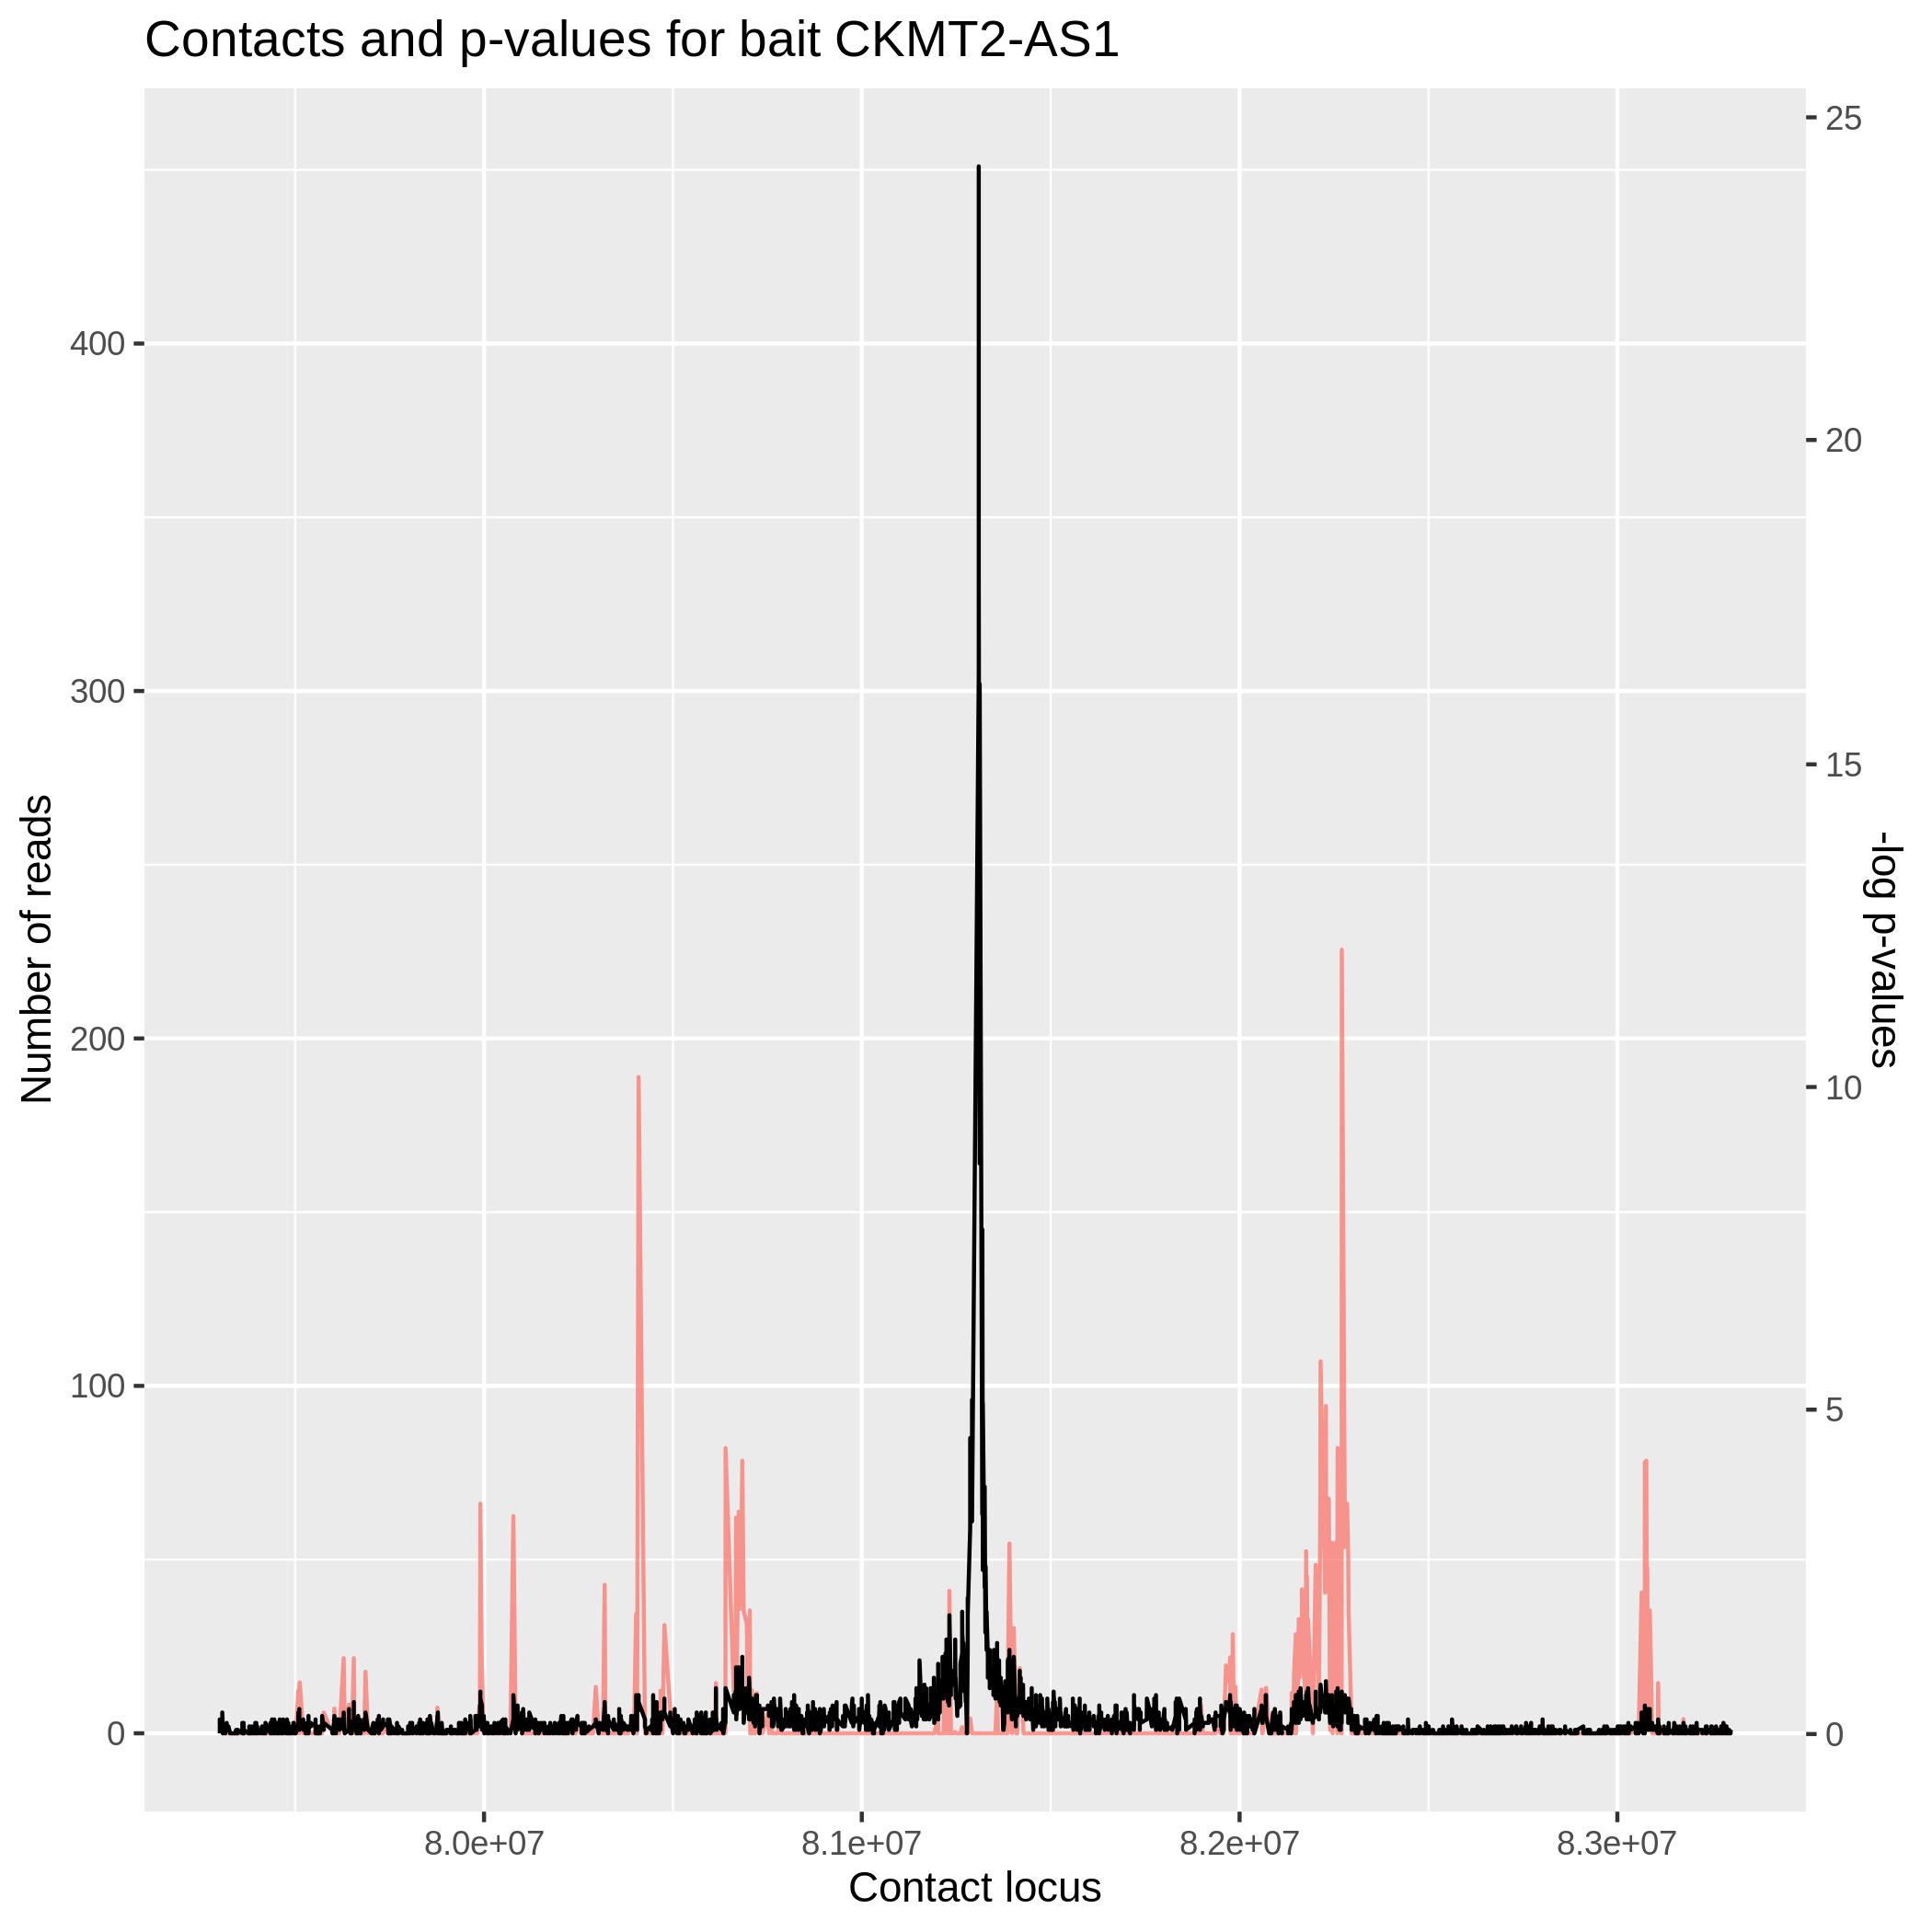 Contacts and p-values for bait CKMT2-AS1
400
300
200
100
0
Number of reads
25
20
15
10
5
0
-log p-values
8.0e+07
8.1e+07
8.2e+07
8.3e+07
Contact locus